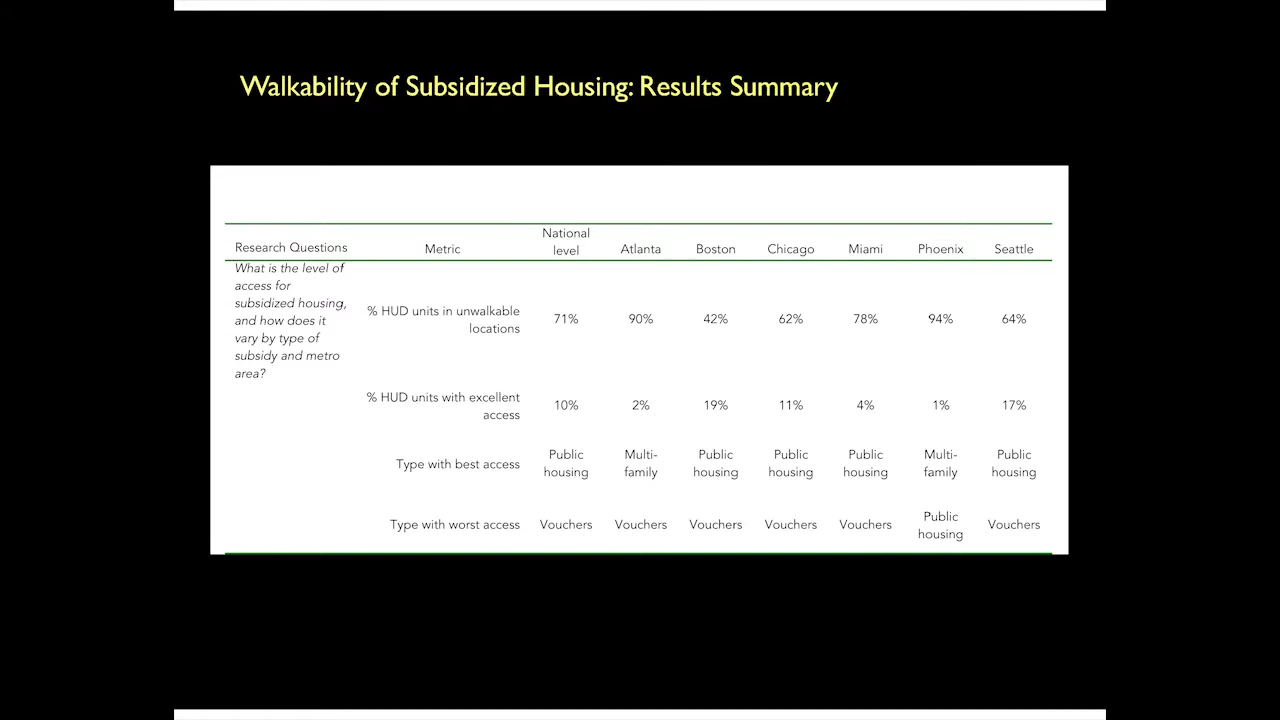 Walkability of Subsidized Housing: Results Summary
Research Questions Metric National level Atlanta Boston Chicago Miami Phoenix Seattle
What is the level of
access for
subsidized housing,
and how does it
vary by type of
subsidy and metro
area?
% HUD units in unwalkable
locations
71% 90% 42% 62% 78% 94% 64%
% HUD units with excellent
access
10% 2% 19% 11% 4% 1% 17%
Type with best access
Public housing Multi-family Public housing Public housing Public housing Multi-family Public housing
Type with worst access
Vouchers Vouchers Vouchers Vouchers Vouchers Public housing Vouchers